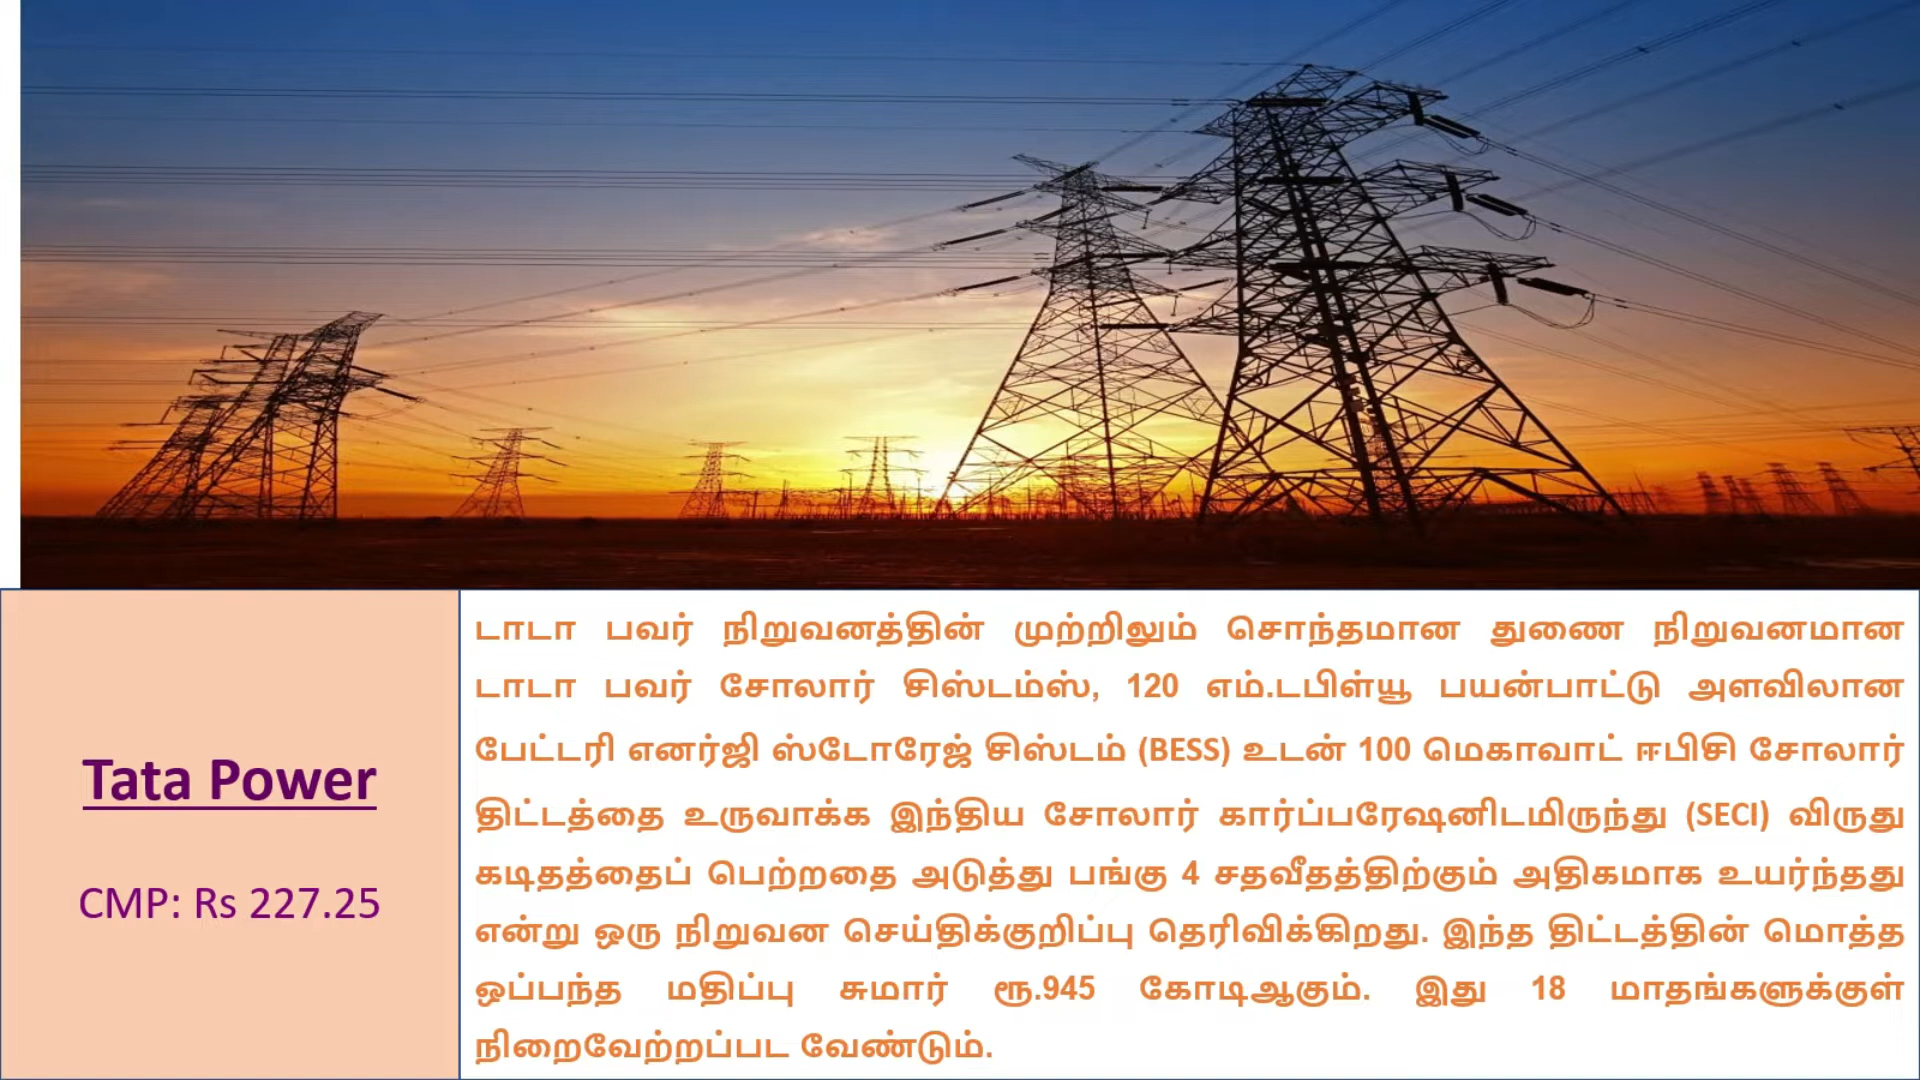 Tata Power
CMP: Rs 227.25
டாடா பவர் நிறுவனத்தின் முற்றிலும் சொந்தமான துணை நிறுவனமான
டாடா பவர் சோலார் சிஸ்டம்ஸ், 120 எம்.டபிள்யூ பயன்பாட்டு அளவிலான
பேட்டரி எனர்ஜி ஸ்டோரேஜ் சிஸ்டம் (BESS) உடன் 100 மெகாவாட் ஈபிசி சோலார்
திட்டத்தை உருவாக்க இந்திய சோலார் கார்ப்பரேஷனிடமிருந்து (SECI) விருது
கடிதத்தைப் பெற்றதை அடுத்து பங்கு 4 சதவீதத்திற்கும் அதிகமாக உயர்ந்தது
என்று ஒரு நிறுவன செய்திக்குறிப்பு தெரிவிக்கிறது. இந்த திட்டத்தின் மொத்த
ஒப்பந்த மதிப்பு சுமார் ரூ.945 கோடிஆகும். இது 18 மாதங்களுக்குள்
நிறைவேற்றப்பட வேண்டும்.